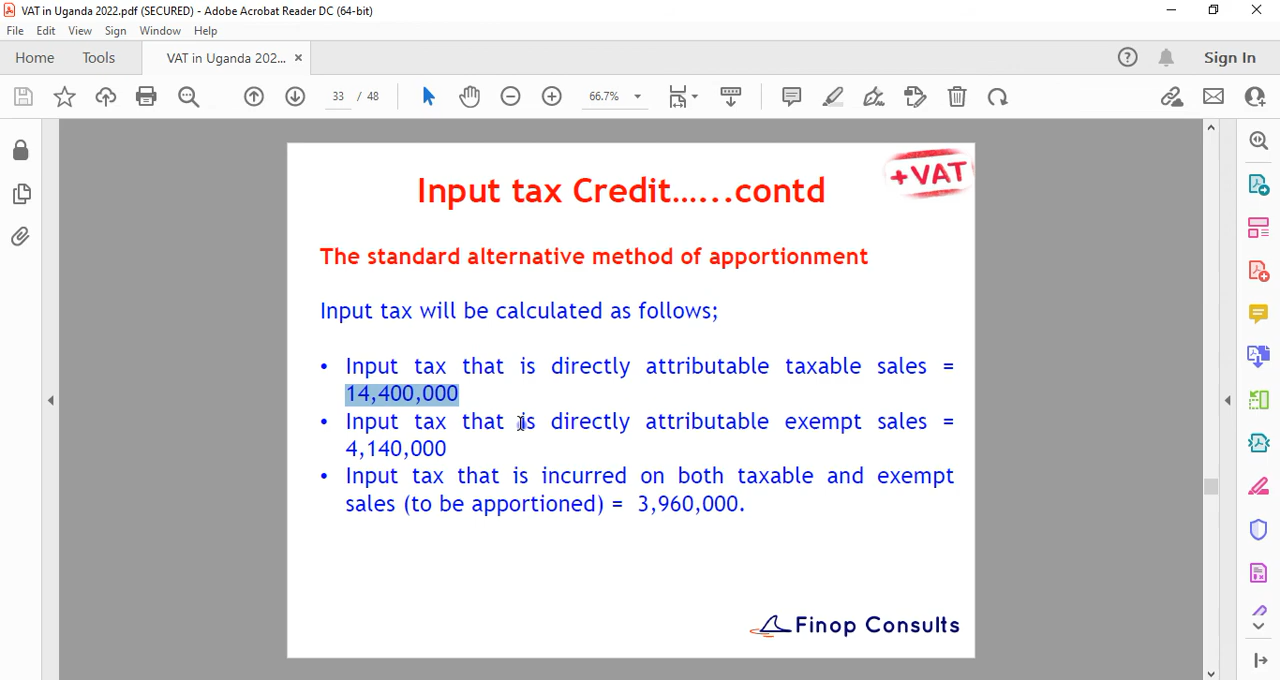 VAT in Uganda 2022.pdf (SECURED) - Adobe Acrobat Reader DC (64-bit)
File Edit View Sign Window Help
Home Tools VAT in Uganda 202... × Sign In
33 / 48 66.7%
+VAT
Input tax Credit......contd
The standard alternative method of apportionment
Input tax will be calculated as follows;
• Input tax that is directly attributable taxable sales =
14,400,000
• Input tax that is directly attributable exempt sales =
4,140,000
• Input tax that is incurred on both taxable and exempt
sales (to be apportioned) = 3,960,000.
Finop Consults